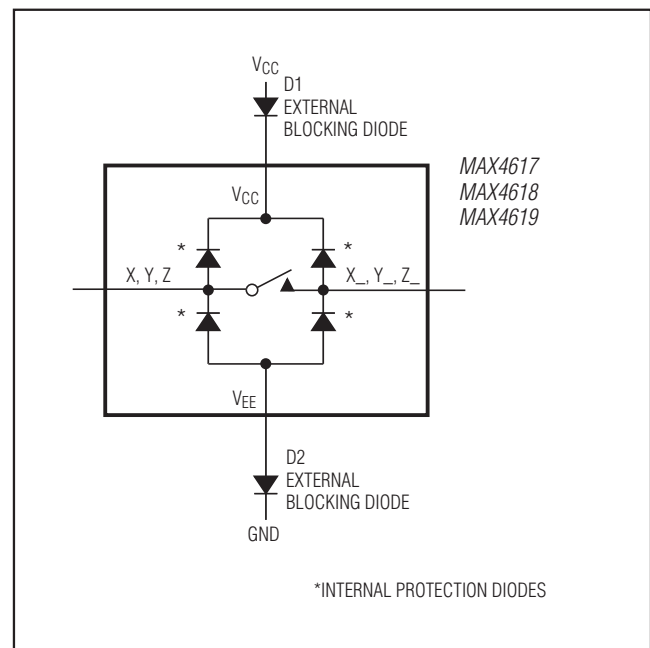 VCC
D1
EXTERNAL
BLOCKING DIODE
MAX4617
MAX4618
MAX4619
VCC
*
*
X, Y, Z
X_, Y_, Z_
*
*
VEE
D2
EXTERNAL
BLOCKING DIODE
GND
*INTERNAL PROTECTION DIODES